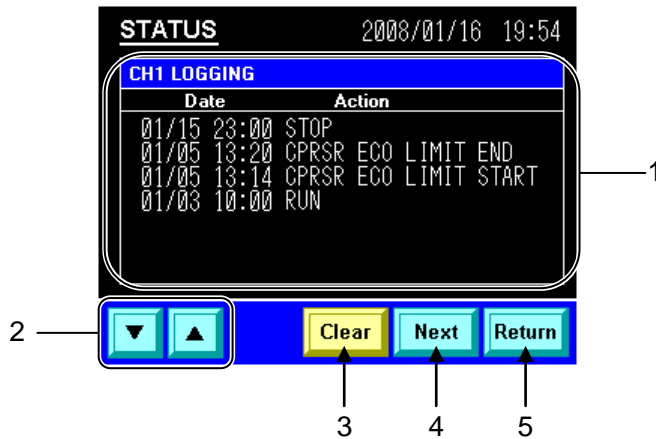 STATUS 2008/01/16 19:54
CH1 LOGGING
Date Action
01/15 23:00 STOP
01/05 13:20 CPRSR ECO LIMIT END
01/05 13:14 CPRSR ECO LIMIT START
01/03 10:00 RUN
1
2 ▼ ▲ Clear Next Return
3 4 5